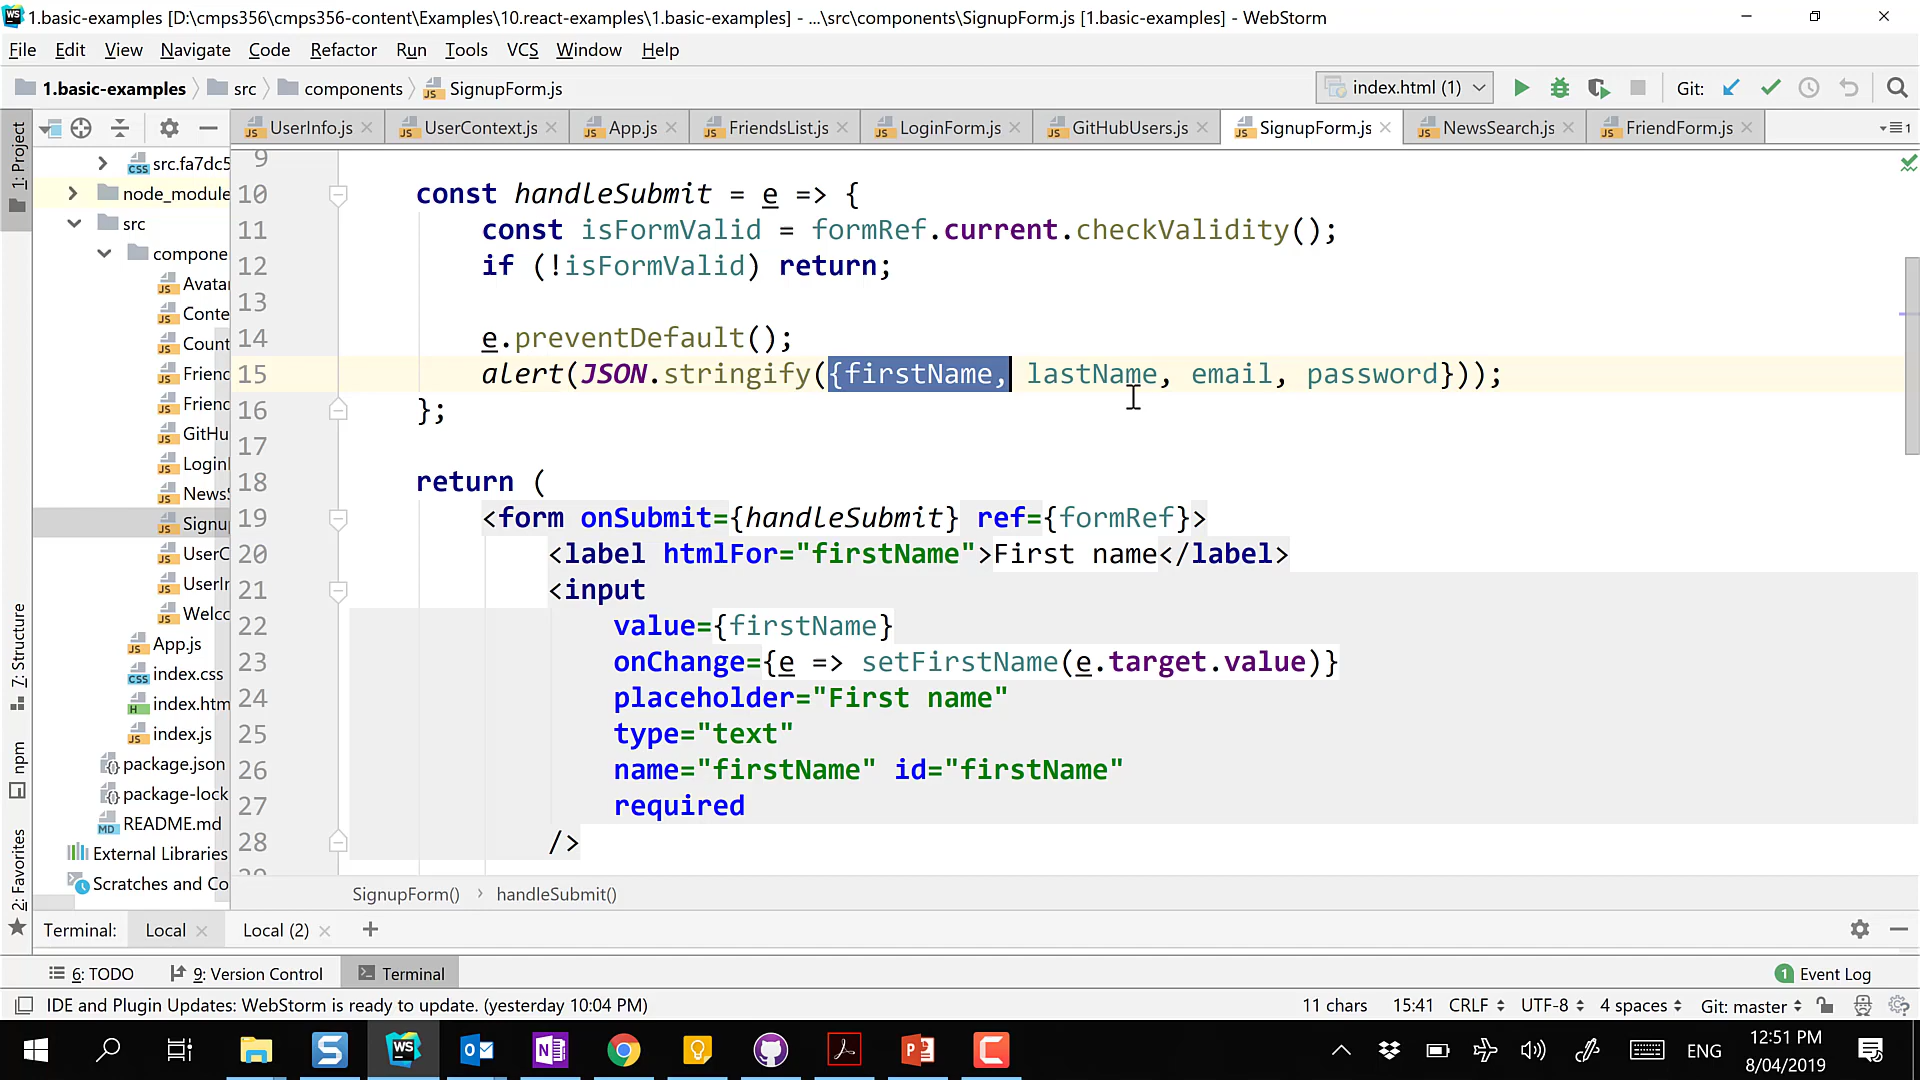 1.basic-examples [D:\cmps356\cmps356-content\Examples\10.react-examples\1.basic-examples] - ...\src\components\SignupForm.js [1.basic-examples] - WebStorm
File Edit View Navigate Code Refactor Run Tools VCS Window Help
1.basic-examples src components SignupForm.js index.html (1) Git:
UserInfo.js UserContext.js App.js FriendsList.js LoginForm.js GitHubUsers.js SignupForm.js NewsSearch.js FriendForm.js
1: Project
7: Structure
npm
2: Favorites
src.fa7dc5
node_module
src
compone
Avata
Conte
Count
Friend
Friend
GitHu
LoginI
NewsS
Signu
UserC
UserIn
Welco
App.js
index.css
index.htm
index.js
package.json
package-lock
README.md
External Libraries
Scratches and Co
9
10 const handleSubmit = e => {
11 const isFormValid = formRef.current.checkValidity();
12 if (!isFormValid) return;
13
14 e.preventDefault();
15 alert(JSON.stringify({firstName, lastName, email, password}));
16 };
17
18 return (
19 <form onSubmit={handleSubmit} ref={formRef}>
20 <label htmlFor="firstName">First name</label>
21 <input
22 value={firstName}
23 onChange={e => setFirstName(e.target.value)}
24 placeholder="First name"
25 type="text"
26 name="firstName" id="firstName"
27 required
28 />
SignupForm() › handleSubmit()
Terminal: Local Local (2)
6: TODO 9: Version Control Terminal 1 Event Log
IDE and Plugin Updates: WebStorm is ready to update. (yesterday 10:04 PM) 11 chars 15:41 CRLF UTF-8 4 spaces Git: master
ENG
12:51 PM
8/04/2019